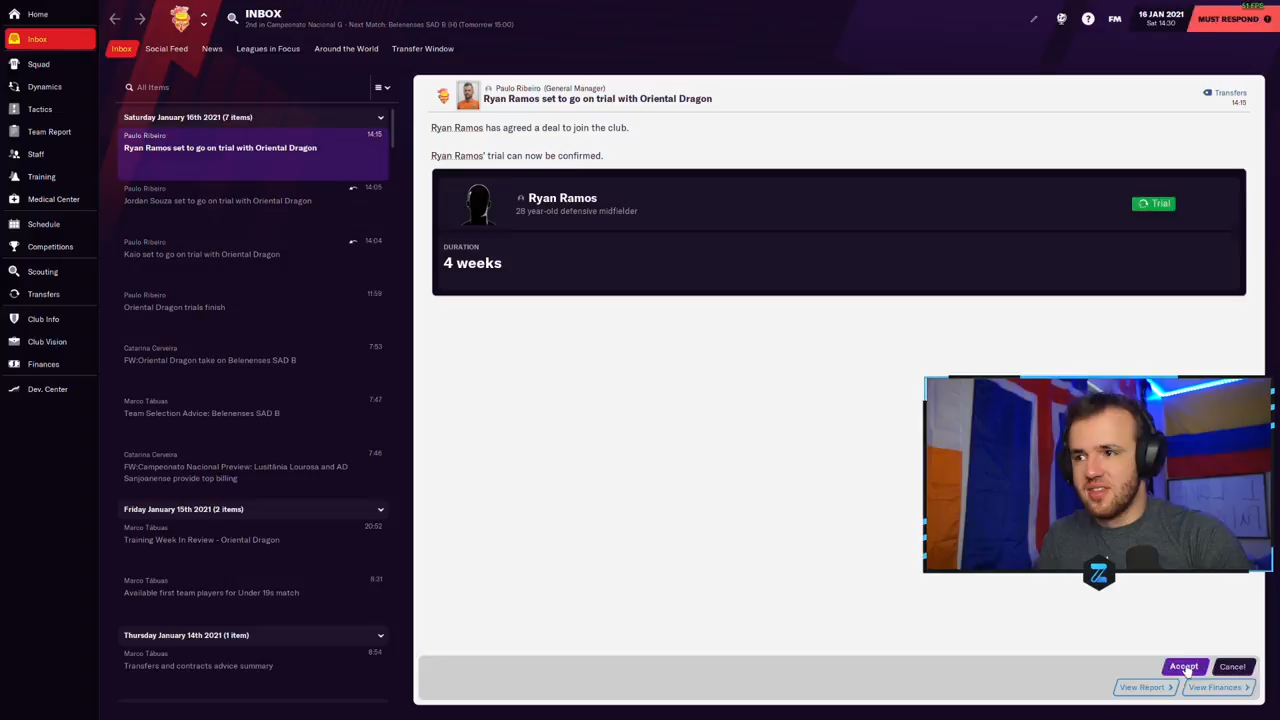 Home
Inbox
Squad
Dynamics
Tactics
Team Report
Staff
Training
Medical Center
Schedule
Competitions
Scouting
Transfers
Club Info
Club Vision
Finances
Dev. Center
INBOX
2nd in Campeonato Nacional G - Next Match: Belenenses SAD B (H) (Tomorrow 15:00)
FM
16 JAN 2021
Sat 14:30
51 FPS
MUST RESPOND
Inbox
Social Feed
News
Leagues in Focus
Around the World
Transfer Window
All Items
Saturday January 16th 2021 (7 items)
Paulo Ribeiro 14:15
Ryan Ramos set to go on trial with Oriental Dragon
Paulo Ribeiro 14:05
Jordan Souza set to go on trial with Oriental Dragon
Paulo Ribeiro 14:04
Kaio set to go on trial with Oriental Dragon
Paulo Ribeiro 11:59
Oriental Dragon trials finish
Catarina Cerveira 7:53
FW:Oriental Dragon take on Belenenses SAD B
Marco Tábuas 7:47
Team Selection Advice: Belenenses SAD B
Catarina Cerveira 7:46
FW:Campeonato Nacional Preview: Lusitânia Lourosa and AD
Sanjoanense provide top billing
Friday January 15th 2021 (2 items)
Marco Tábuas 20:52
Training Week In Review - Oriental Dragon
Marco Tábuas 8:31
Available first team players for Under 19s match
Thursday January 14th 2021 (1 item)
Marco Tábuas 8:54
Transfers and contracts advice summary
Paulo Ribeiro (General Manager)
Ryan Ramos set to go on trial with Oriental Dragon
Transfers
14:15
Ryan Ramos has agreed a deal to join the club.
Ryan Ramos' trial can now be confirmed.
Ryan Ramos
28 year-old defensive midfielder
Trial
DURATION
4 weeks
Accept
Cancel
View Report
View Finances